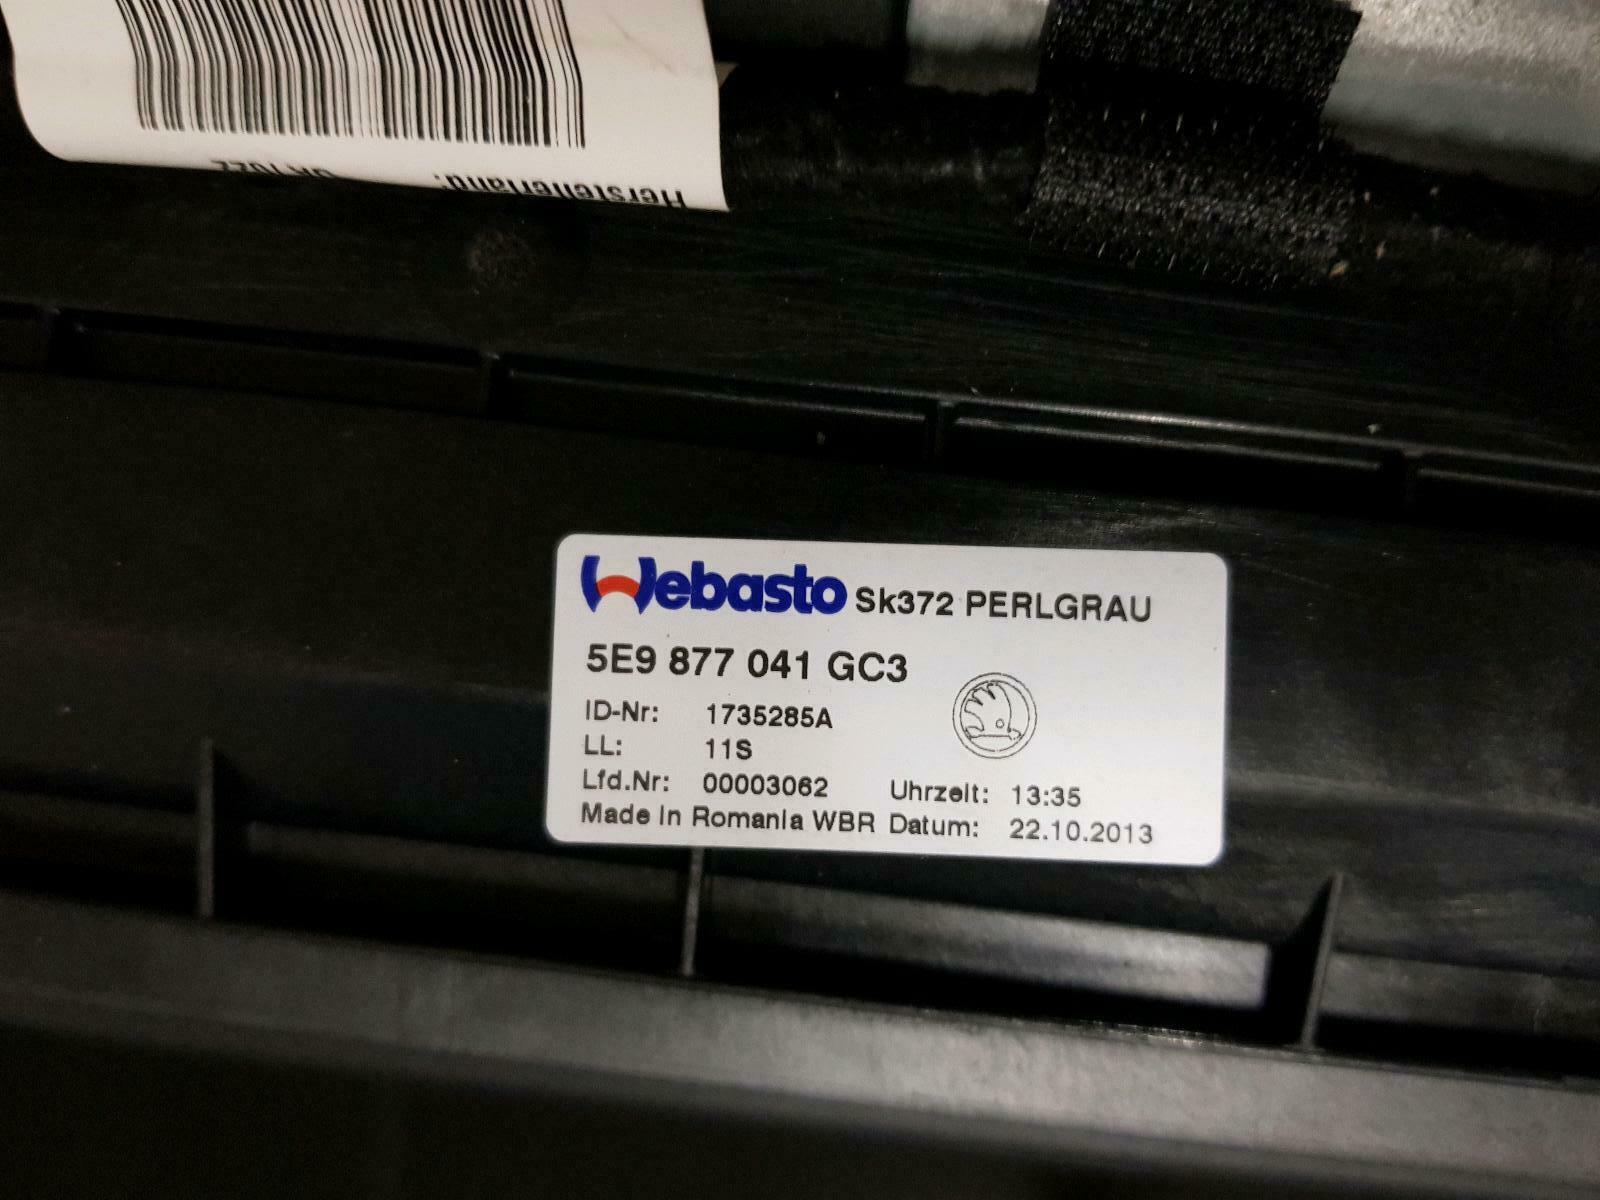 Herstellerland:
Webasto Sk372 PERLGRAU
5E9 877 041 GC3
ID-Nr: 1735285A
LL: 11S
Lfd.Nr: 00003062 Uhrzeit: 13:35
Made in Romania WBR Datum: 22.10.2013